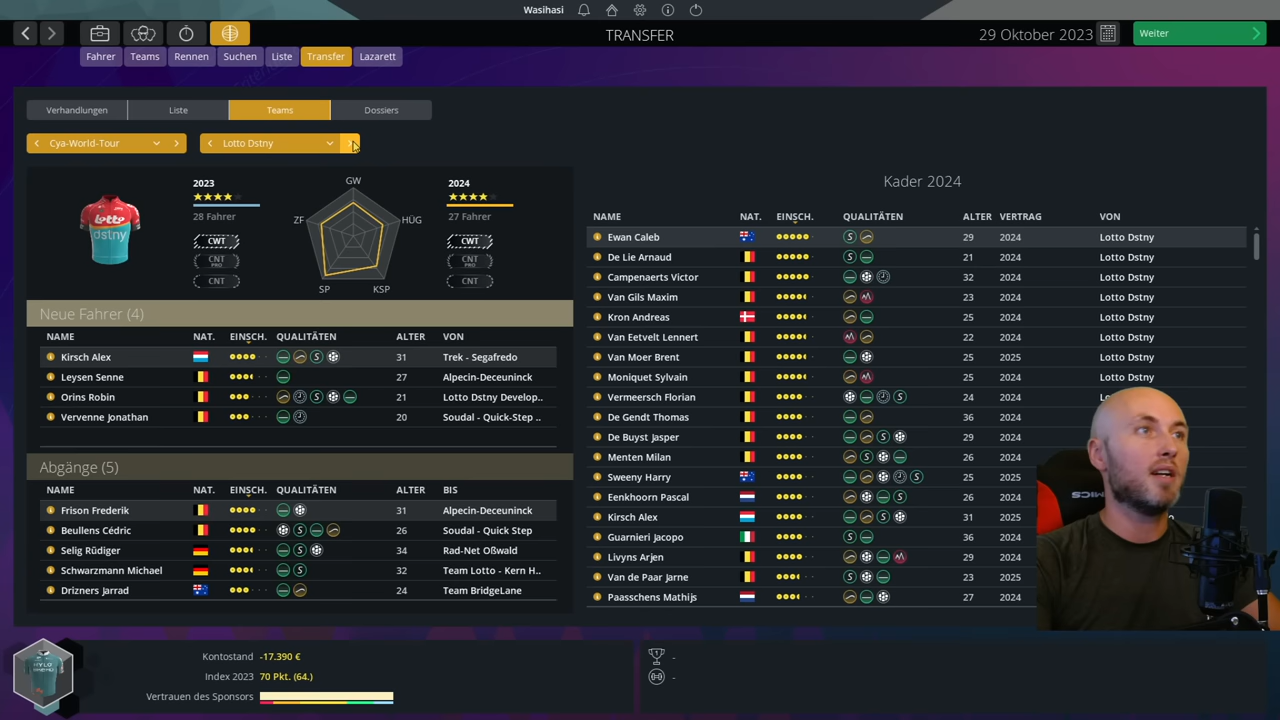 Wasihasi
TRANSFER
29 Oktober 2023
Weiter
Fahrer Teams Rennen Suchen Liste Transfer Lazarett
Verhandlungen Liste Teams Dossiers
Cya-World-Tour Lotto Dstny
lotto
dstny
2023
28 Fahrer
CWT
CNT PRO
CNT
GW
HÜG
KSP
SP
ZF
2024
27 Fahrer
CWT
CNT PRO
CNT
Neue Fahrer (4)
NAME NAT. EINSCH. QUALITÄTEN ALTER VON
Kirsch Alex 31 Trek - Segafredo
Leysen Senne 27 Alpecin-Deceuninck
Orins Robin 21 Lotto Dstny Develop..
Vervenne Jonathan 20 Soudal - Quick-Step ..
Abgänge (5)
NAME NAT. EINSCH. QUALITÄTEN ALTER BIS
Frison Frederik 31 Alpecin-Deceuninck
Beullens Cédric 26 Soudal - Quick Step
Selig Rüdiger 34 Rad-Net Oßwald
Schwarzmann Michael 32 Team Lotto - Kern H..
Drizners Jarrad 24 Team BridgeLane
Kader 2024
NAME NAT. EINSCH. QUALITÄTEN ALTER VERTRAG VON
Ewan Caleb 29 2024 Lotto Dstny
De Lie Arnaud 21 2024 Lotto Dstny
Campenaerts Victor 32 2024 Lotto Dstny
Van Gils Maxim 23 2024 Lotto Dstny
Kron Andreas 25 2024 Lotto Dstny
Van Eetvelt Lennert 22 2024 Lotto Dstny
Van Moer Brent 25 2025 Lotto Dstny
Moniquet Sylvain 25 2024 Lotto Dstny
Vermeersch Florian 24 2024
De Gendt Thomas 36 2024
De Buyst Jasper 29 2024
Menten Milan 26 2024
Sweeny Harry 25 2025
Eenkhoorn Pascal 26 2024
Kirsch Alex 31 2025
Guarnieri Jacopo 36 2024
Livyns Arjen 29 2024
Van de Paar Jarne 23 2025
Paasschens Mathijs 27 2024
Kontostand -17.390 €
Index 2023 70 Pkt. (64.)
Vertrauen des Sponsors
-
-